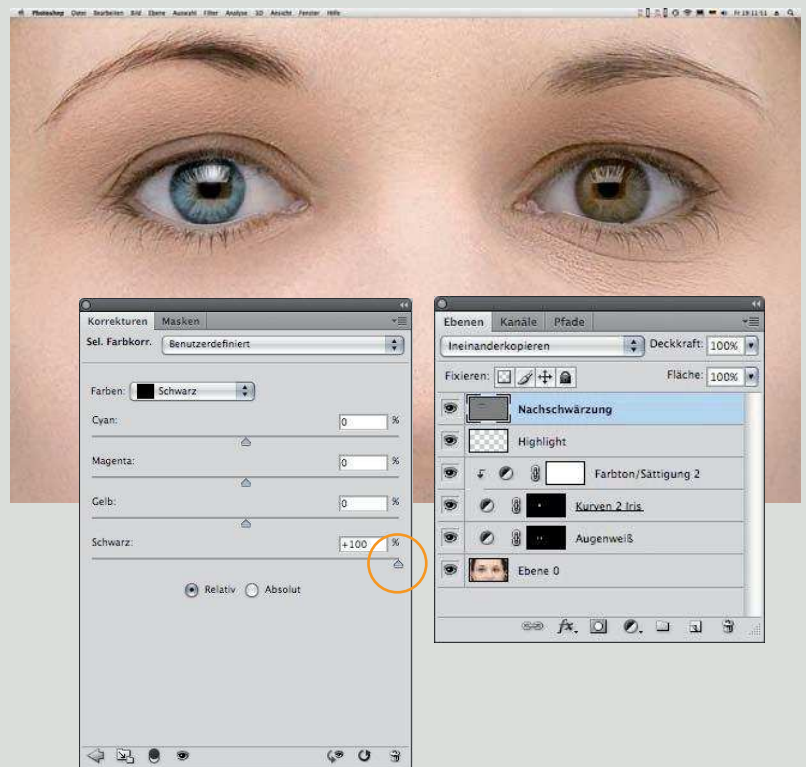 Photoshop Datei Bearbeiten Bild Ebene Auswahl Filter Analyse 3D Ansicht Fenster Hilfe
Korrekturen Masken
Sel. Farbkorr. Benutzerdefiniert
Farben: Schwarz
Cyan: 0 %
Magenta: 0 %
Gelb: 0 %
Schwarz: +100 %
Relativ Absolut
Ebenen Kanäle Pfade
Ineinanderkopieren Deckkraft: 100%
Fixieren: Fläche: 100%
Nachschwärzung
Highlight
Farbton/Sättigung 2
Kurven 2 Iris
Augenweiß
Ebene 0
fx.